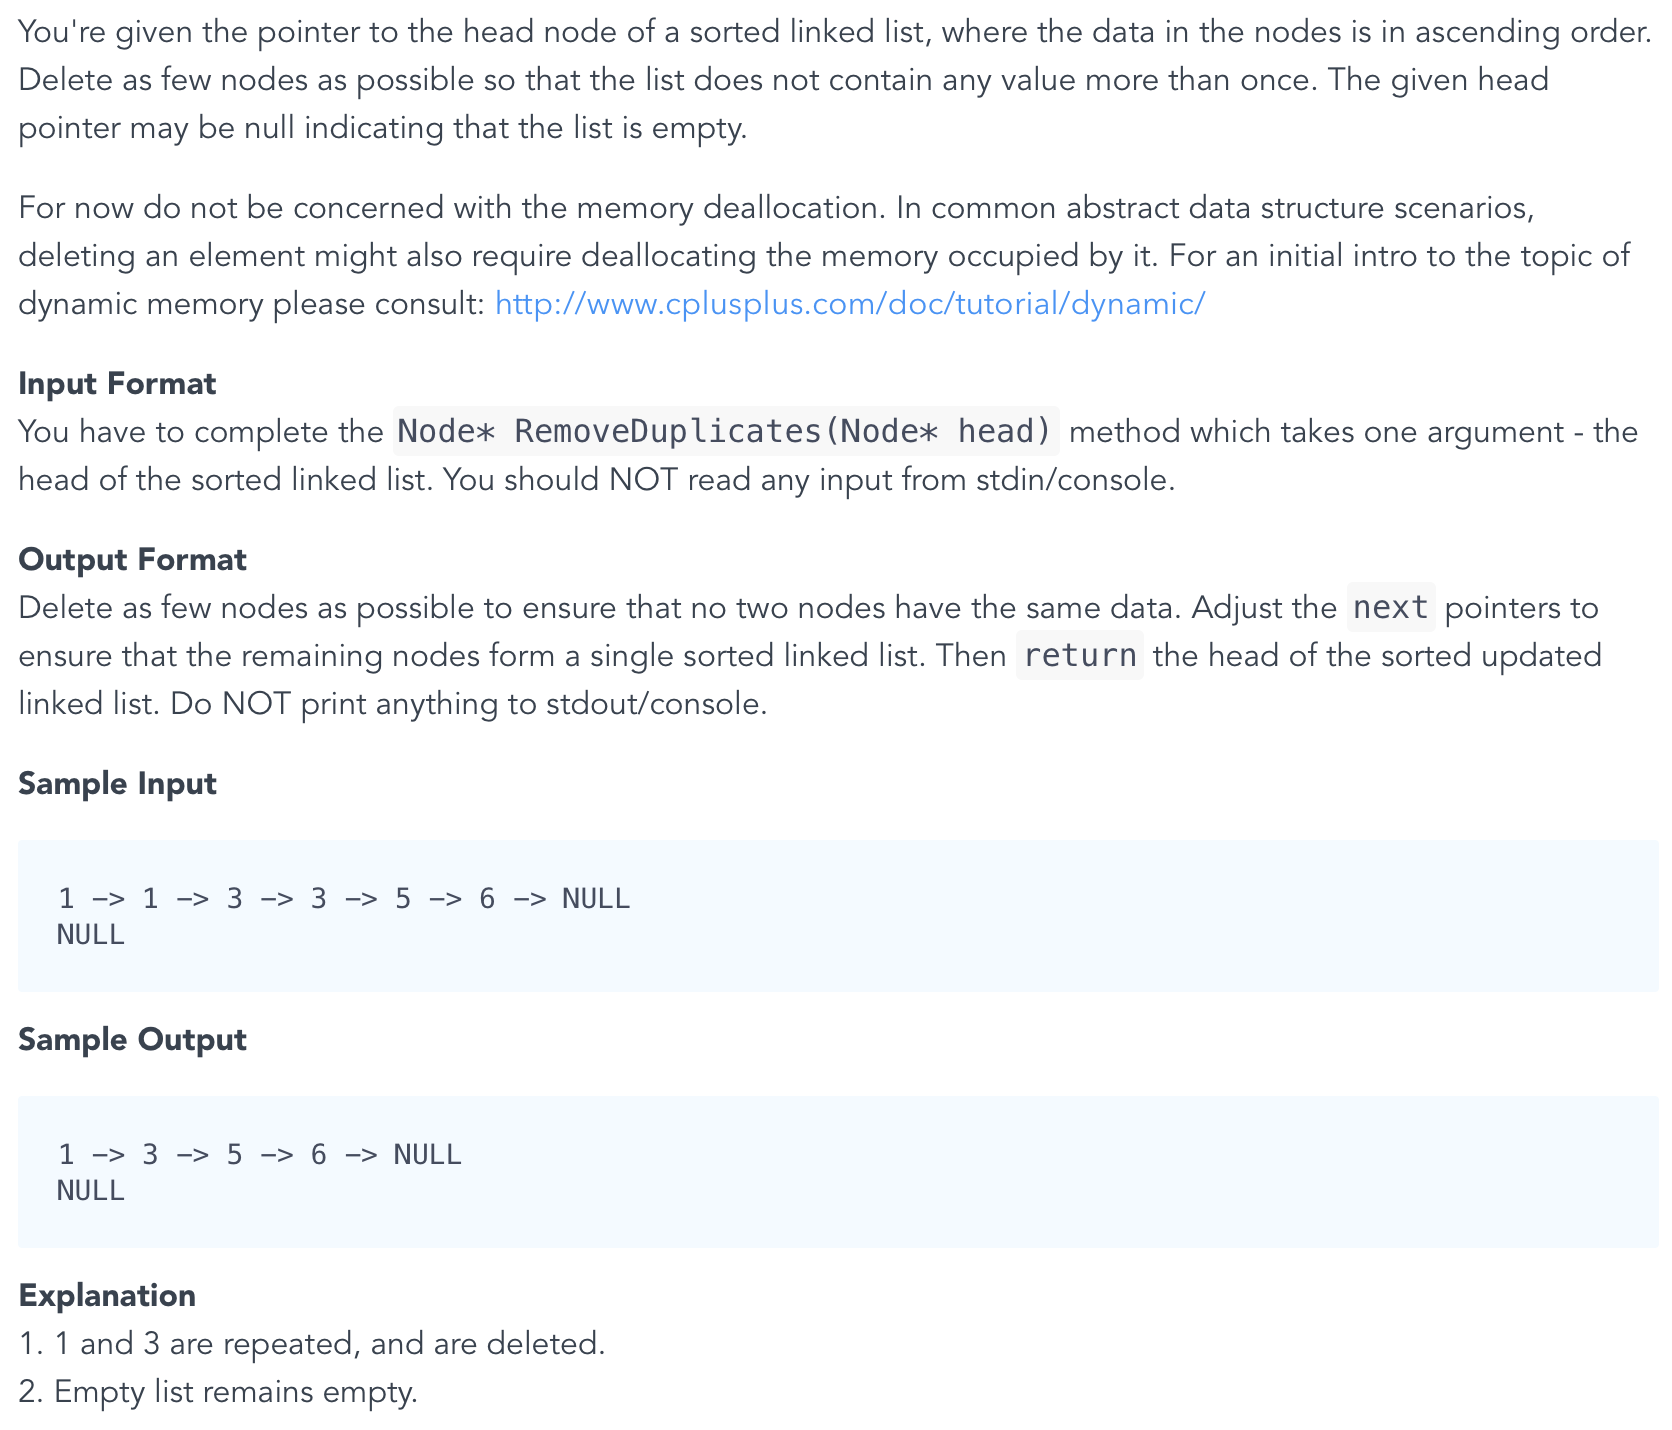 You're given the pointer to the head node of a sorted linked list, where the data in the nodes is in ascending order.
Delete as few nodes as possible so that the list does not contain any value more than once. The given head
pointer may be null indicating that the list is empty.
For now do not be concerned with the memory deallocation. In common abstract data structure scenarios,
deleting an element might also require deallocating the memory occupied by it. For an initial intro to the topic of
dynamic memory please consult: http://www.cplusplus.com/doc/tutorial/dynamic/
Input Format
You have to complete the Node* RemoveDuplicates(Node* head) method which takes one argument - the
head of the sorted linked list. You should NOT read any input from stdin/console.
Output Format
Delete as few nodes as possible to ensure that no two nodes have the same data. Adjust the next pointers to
ensure that the remaining nodes form a single sorted linked list. Then return the head of the sorted updated
linked list. Do NOT print anything to stdout/console.
Sample Input
1 -> 1 -> 3 -> 3 -> 5 -> 6 -> NULL
NULL
Sample Output
1 -> 3 -> 5 -> 6 -> NULL
NULL
Explanation
1. 1 and 3 are repeated, and are deleted.
2. Empty list remains empty.